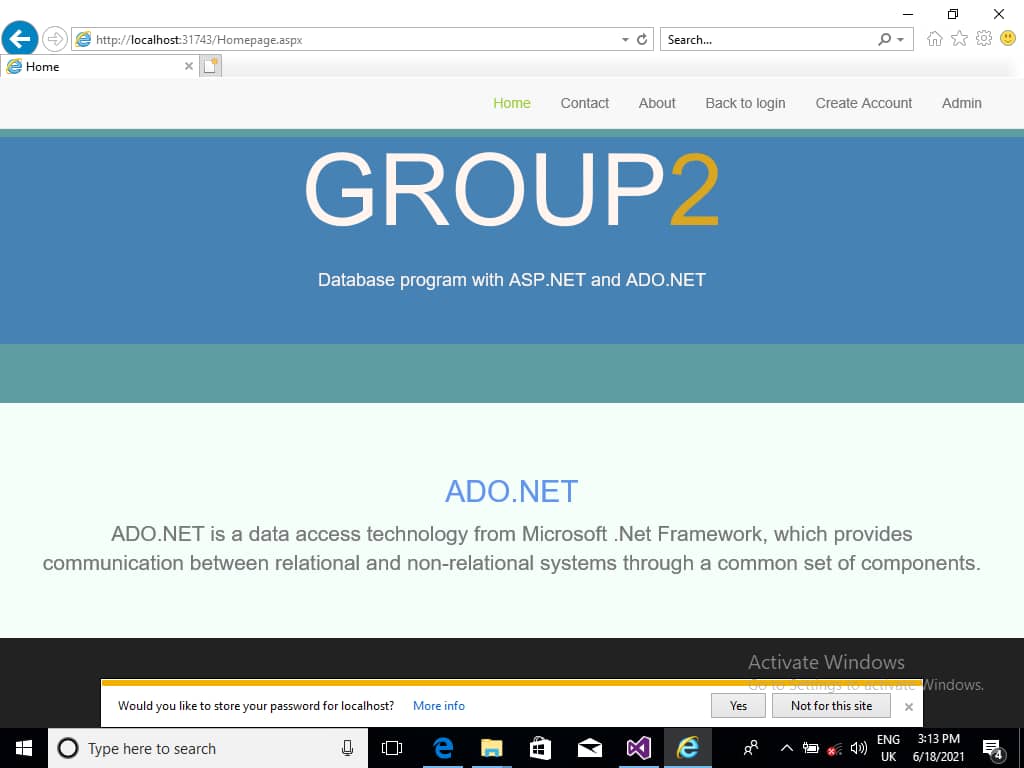 http://localhost:31743/Homepage.aspx
Search...
Home
Home Contact About Back to login Create Account Admin
GROUP2
Database program with ASP.NET and ADO.NET
ADO.NET
ADO.NET is a data access technology from Microsoft .Net Framework, which provides
communication between relational and non-relational systems through a common set of components.
Activate Windows
Go to Settings to activate Windows.
Would you like to store your password for localhost? More info Yes Not for this site
Type here to search
ENG
UK
3:13 PM
6/18/2021
4